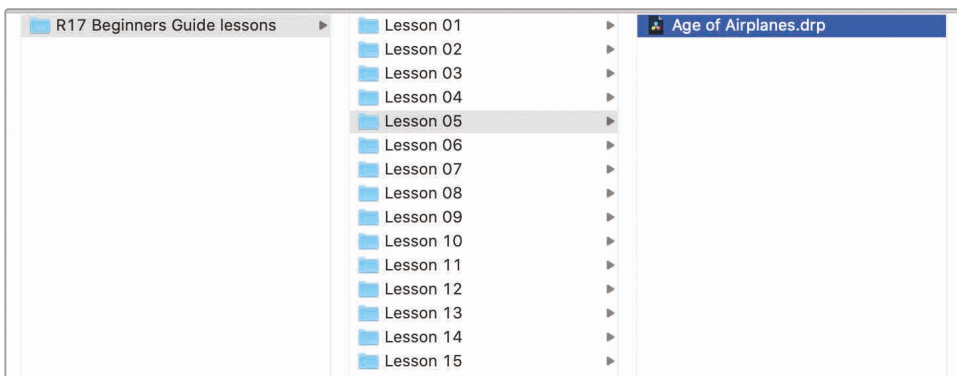 R17 Beginners Guide lessons
Lesson 01
Lesson 02
Lesson 03
Lesson 04
Lesson 05
Lesson 06
Lesson 07
Lesson 08
Lesson 09
Lesson 10
Lesson 11
Lesson 12
Lesson 13
Lesson 14
Lesson 15
Age of Airplanes.drp